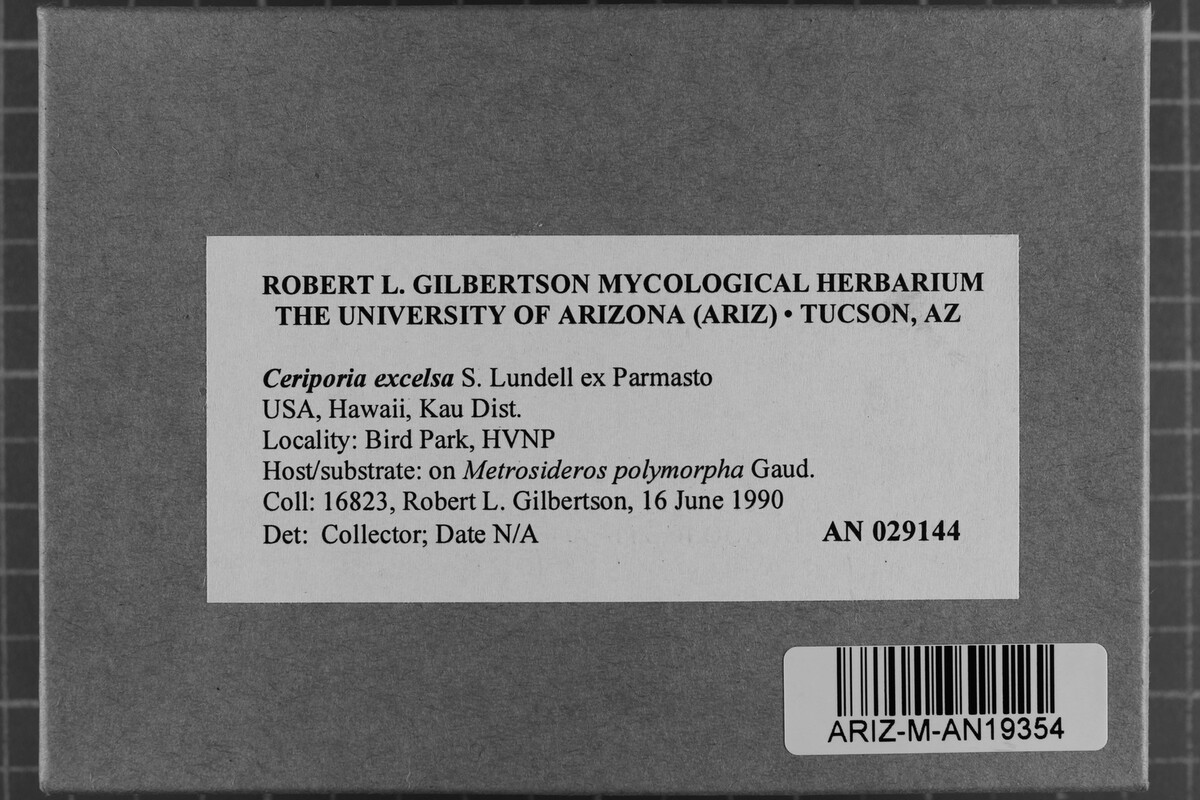 ROBERT L. GILBERTSON MYCOLOGICAL HERBARIUM
THE UNIVERSITY OF ARIZONA (ARIZ) • TUCSON, AZ
Ceriporia excelsa S. Lundell ex Parmasto
USA, Hawaii, Kau Dist.
Locality: Bird Park, HVNP
Host/substrate: on Metrosideros polymorpha Gaud.
Coll: 16823, Robert L. Gilbertson, 16 June 1990
Det: Collector; Date N/A AN 029144
ARIZ-M-AN19354